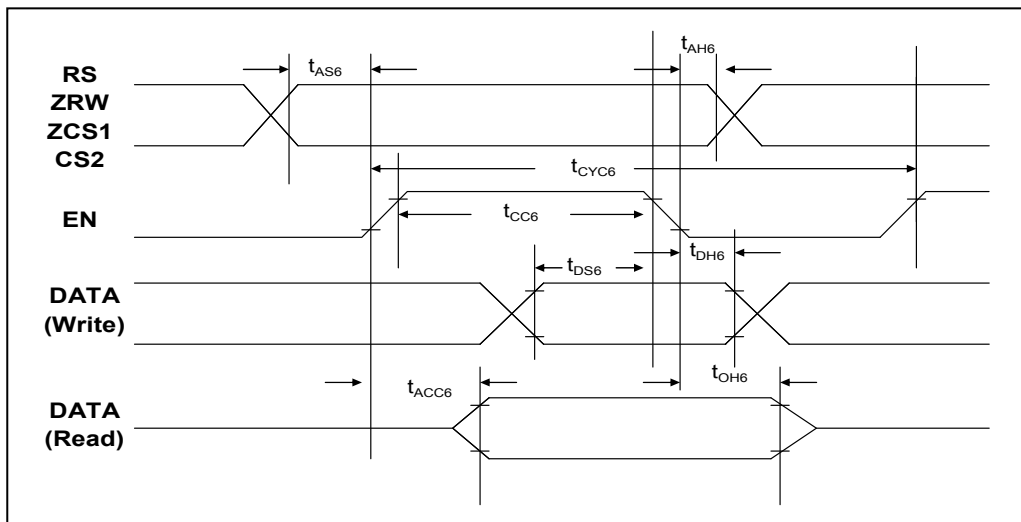 RS
ZRW
ZCS1
CS2
tAS6
tAH6
tCYC6
EN
tCC6
tDS6
tDH6
DATA
(Write)
tACC6
tOH6
DATA
(Read)